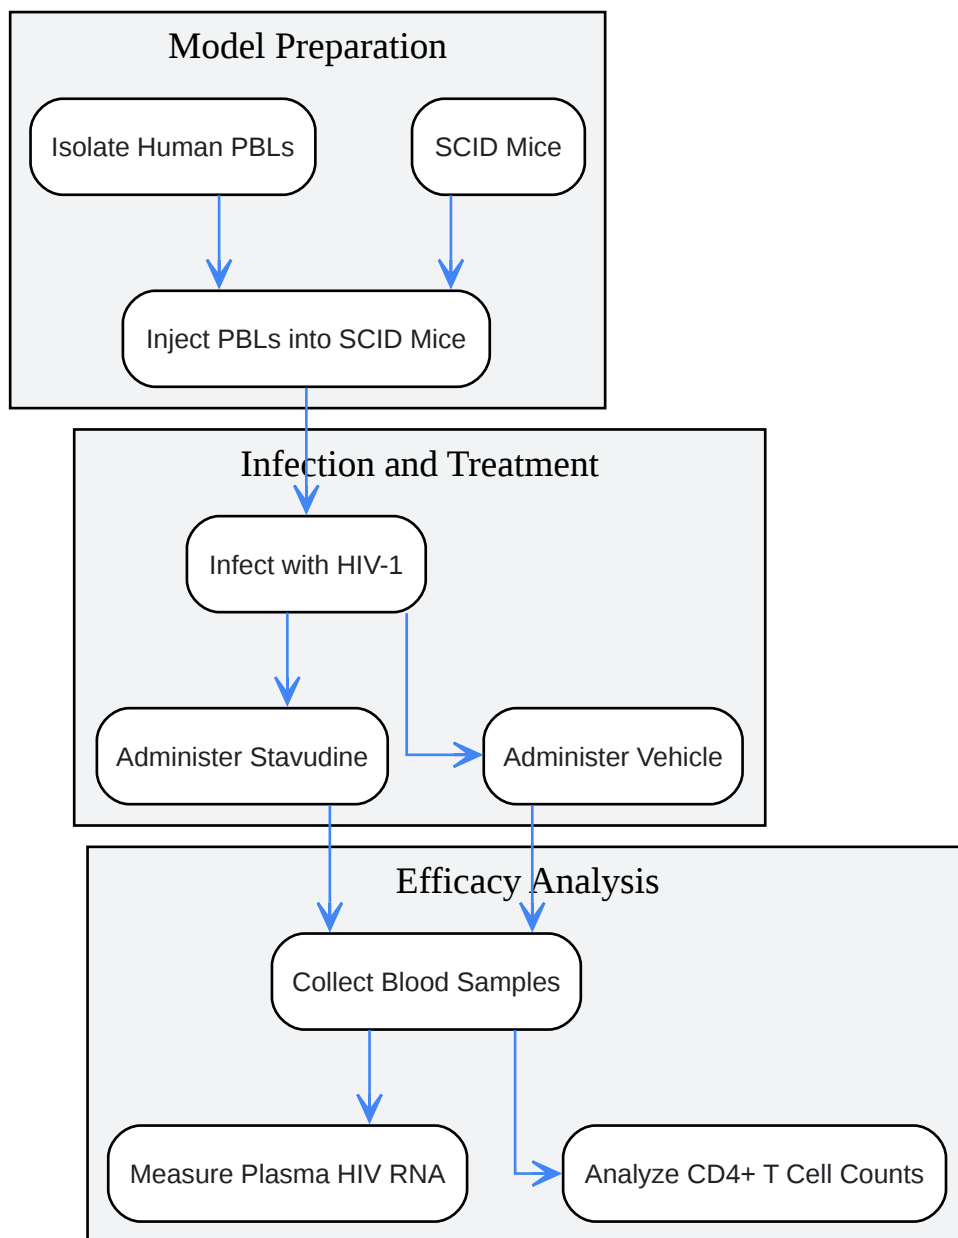 Model Preparation
Isolate Human PBLs
SCID Mice
Inject PBLs into SCID Mice
Infection and Treatment
Infect with HIV-1
Administer Stavudine
Administer Vehicle
Efficacy Analysis
Collect Blood Samples
Measure Plasma HIV RNA
Analyze CD4+ T Cell Counts